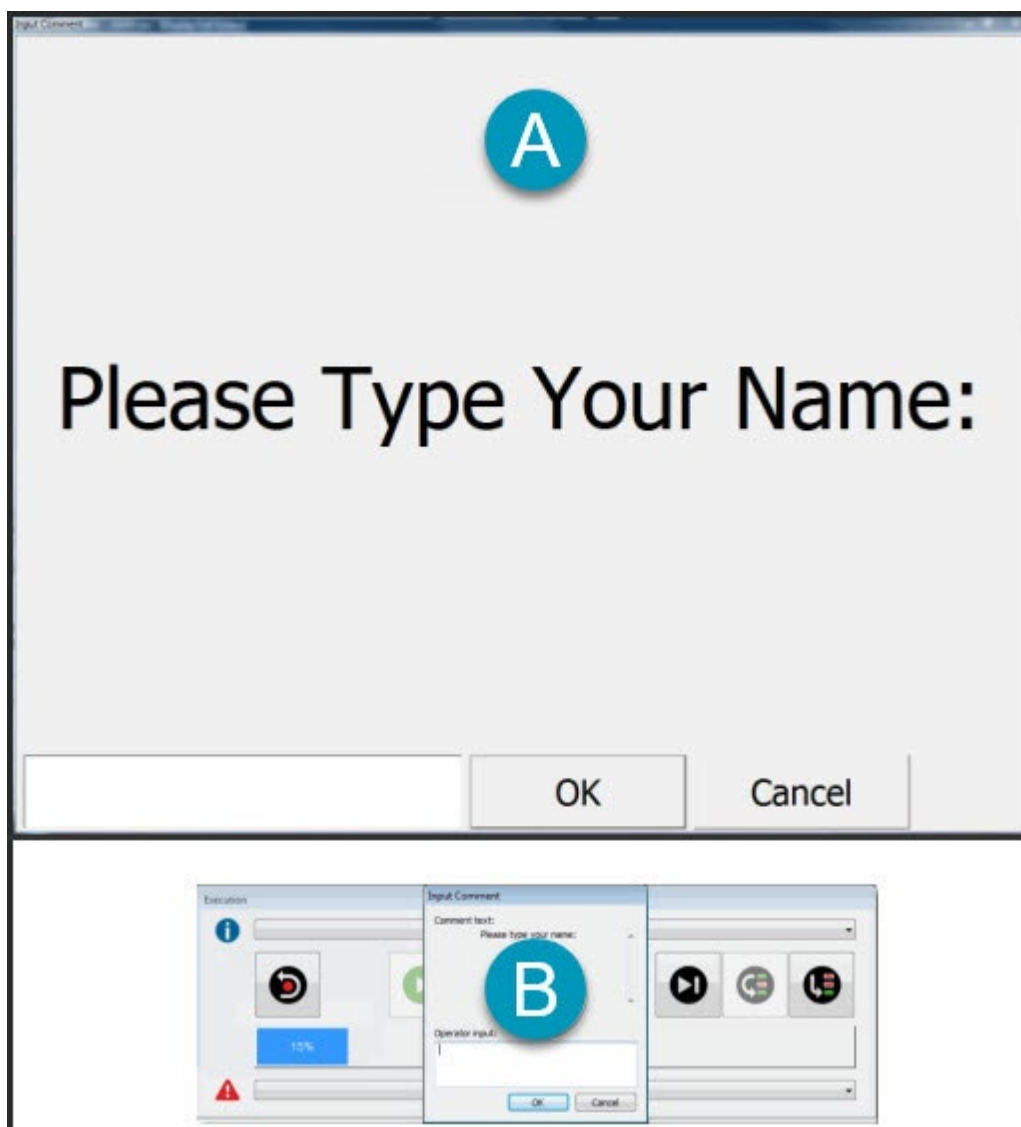 Input Comment
A
Please Type Your Name:
OK
Cancel
Execution
Input Comment
Comment text:
Please type your name:
B
15%
Operator input:
OK
Cancel